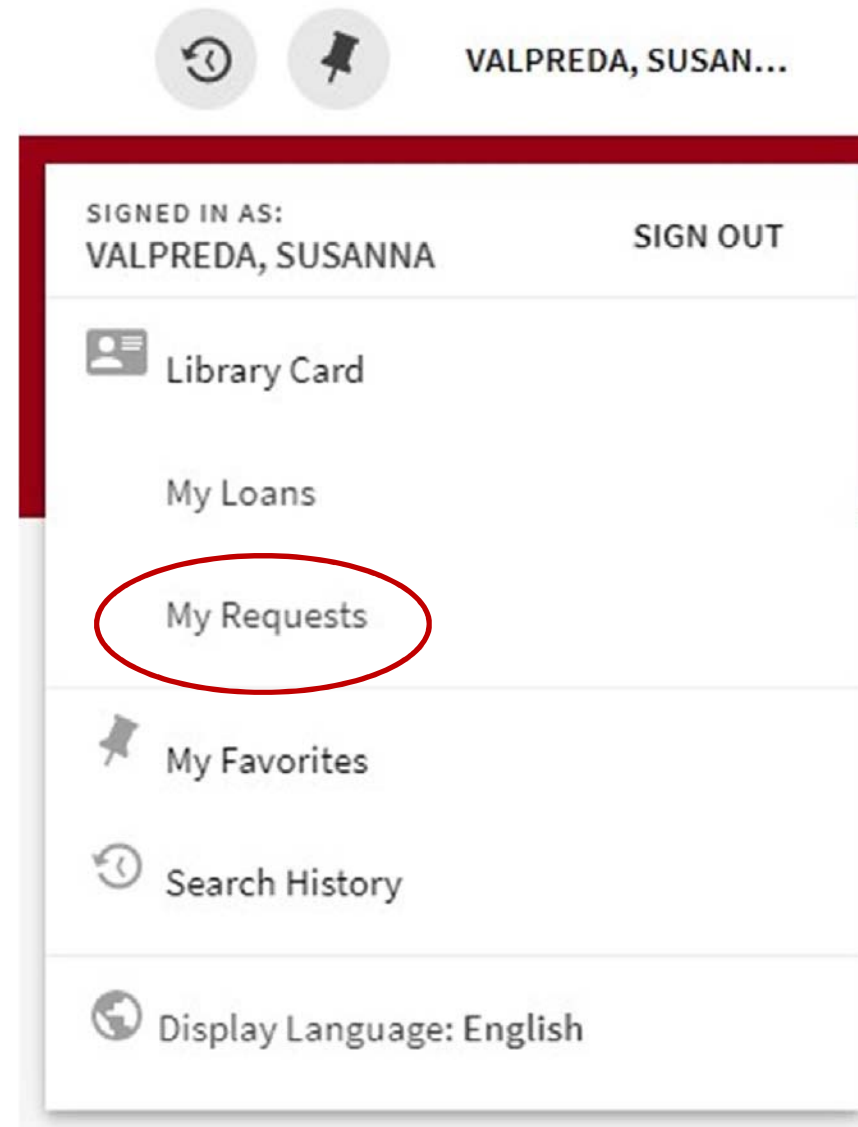 VALPREDA, SUSAN...
SIGNED IN AS:
VALPREDA, SUSANNA
SIGN OUT
Library Card
My Loans
My Requests
My Favorites
Search History
Display Language: English